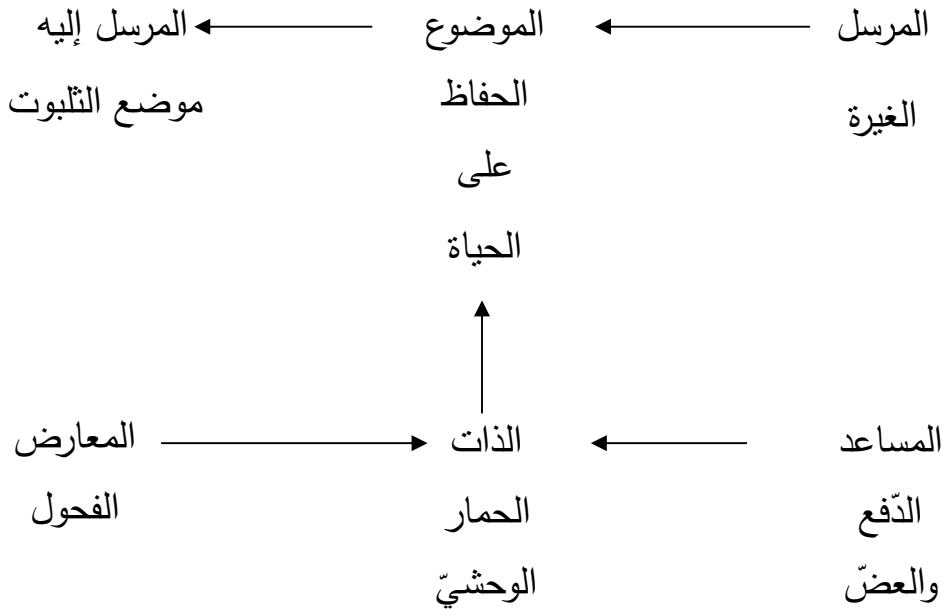 المرسل
الغيرة
الموضوع
الحفاظ
على
الحياة
المرسل إليه
موضع الثلبوت
المساعد
الدّفع
والعضّ
الذات
الحمار
الوحشيّ
المعارض
الفحول